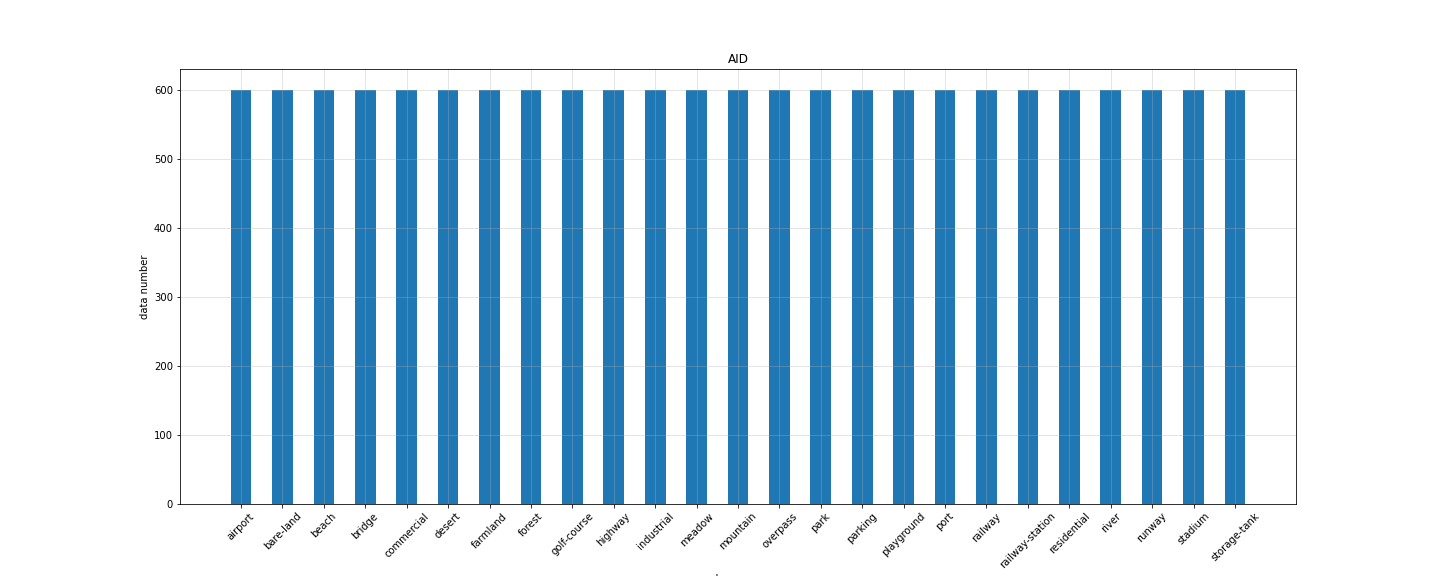 AID
600
500
400
300
200
100
0
data number
airport
bare-land
beach
bridge
commercial
desert
farmland
forest
golf-course
highway
industrial
meadow
mountain
overpass
park
parking
playground
port
railway
railway-station
residential
river
runway
stadium
storage-tank
.